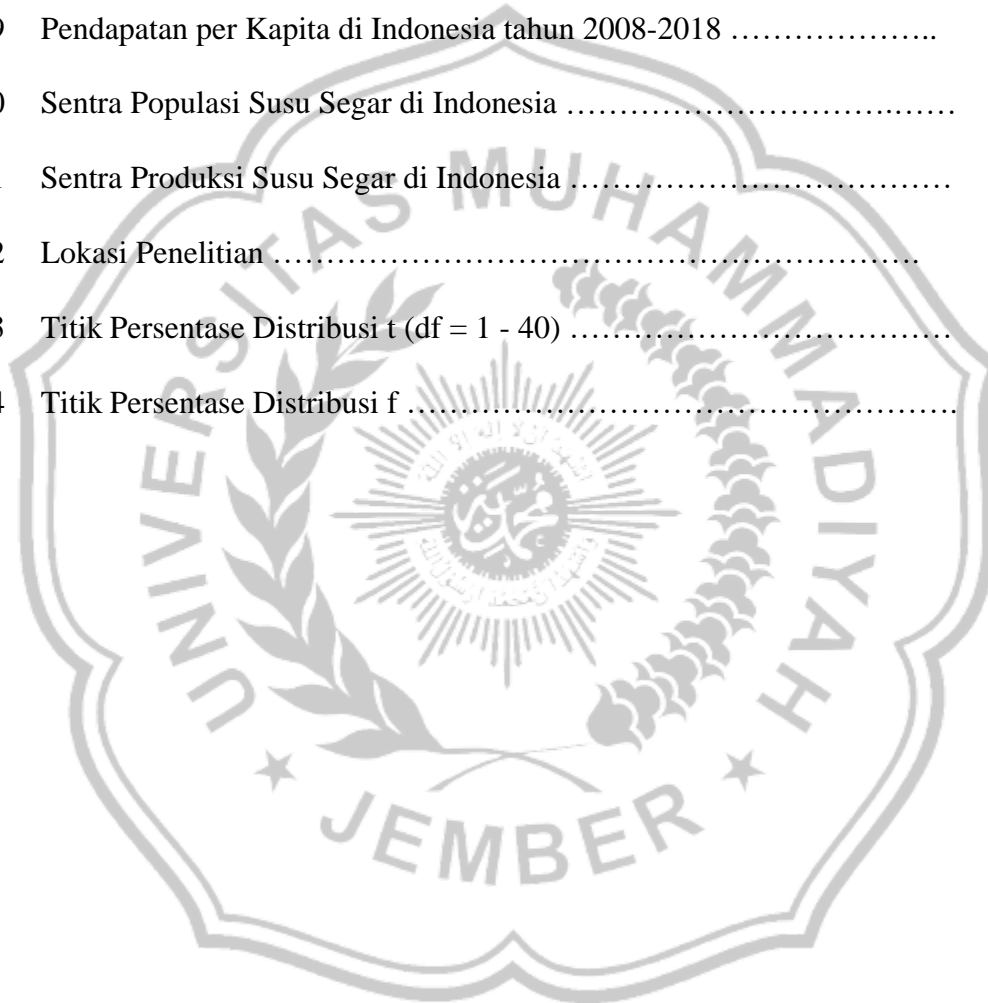 9 Pendapatan per Kapita di Indonesia tahun 2008-2018 ………………..
0 Sentra Populasi Susu Segar di Indonesia ………………………….……
Sentra Produksi Susu Segar di Indonesia ………………………………
2 Lokasi Penelitian ……………………………………………………
3 Titik Persentase Distribusi t (df = 1 - 40) ………………………………
4 Titik Persentase Distribusi f …………………………………………….
UNIVERSITAS MUHAMMADIYAH
JEMBER